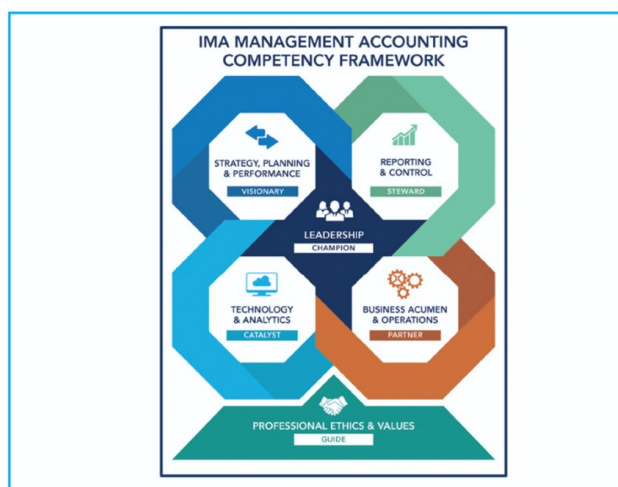 IMA MANAGEMENT ACCOUNTING
COMPETENCY FRAMEWORK
STRATEGY, PLANNING
& PERFORMANCE
VISIONARY
REPORTING
& CONTROL
STEWARD
LEADERSHIP
CHAMPION
TECHNOLOGY
& ANALYTICS
CATALYST
BUSINESS ACUMEN
& OPERATIONS
PARTNER
PROFESSIONAL ETHICS & VALUES
GUIDE